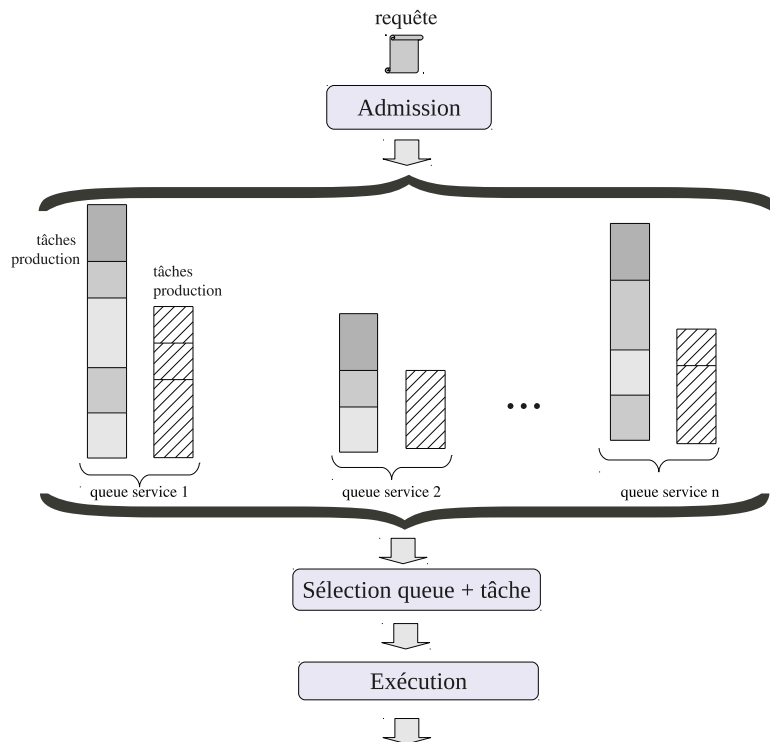 requête
Admission
tâches
production
tâches
production
queue service 1
queue service 2
queue service n
Sélection queue + tâche
Exécution